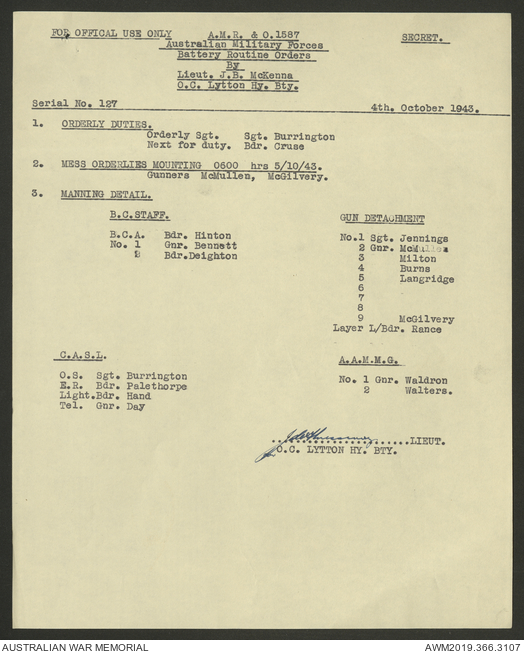 FOR OFFICAL USE ONLY A.M.R. & O.1587 SECRET.
Australian Military Forces
Battery Routine Orders
By
Lieut. J.B. McKenna
O.C. Lytton Hy. Bty.
Serial No. 127 4th. October 1943.
1. ORDERLY DUTIES.
Orderly Sgt. Sgt. Burrington
Next for duty. Bdr. Cruse
2. MESS ORDERLIES MOUNTING 0600 hrs 5/10/43.
Gunners McMullen, McGilvery.
3. MANNING DETAIL.
B.C.STAFF.
B.C.A. Bdr. Hinton
No. 1 Gnr. Bennett
2 Bdr.Deighton
GUN DETACHMENT
No.1 Sgt. Jennings
2 Gnr. McMullen
3 Milton
4 Burns
5 Langridge
6
7
8
9 McGilvery
Layer L/Bdr. Rance
C.A.S.L.
O.S. Sgt. Burrington
E.R. Bdr. Palethorpe
Light.Bdr. Hand
Tel. Gnr. Day
A.A.M.M.G.
No. 1 Gnr. Waldron
2 Walters.
LIEUT.
O.C. LYTTON HY. BTY.
AUSTRALIAN WAR MEMORIAL AWM2019.366.3107